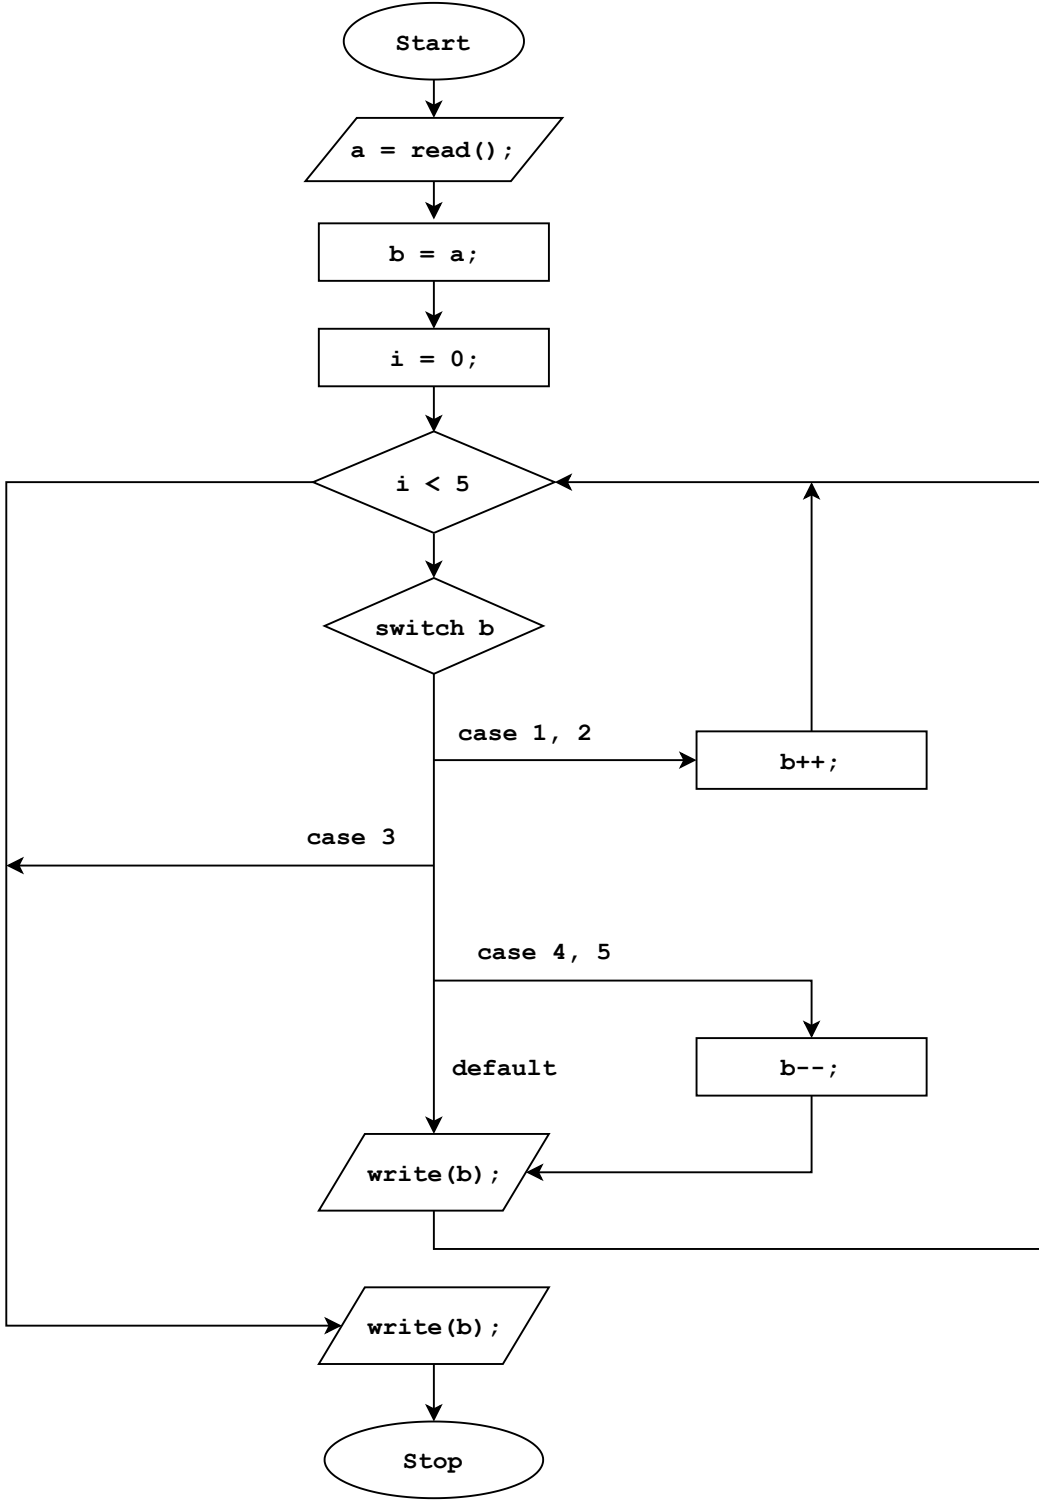 Start
a = read();
b = a;
i = 0;
i < 5
switch b
case 1, 2
b++;
case 3
case 4, 5
default
b--;
write(b);
write(b);
Stop